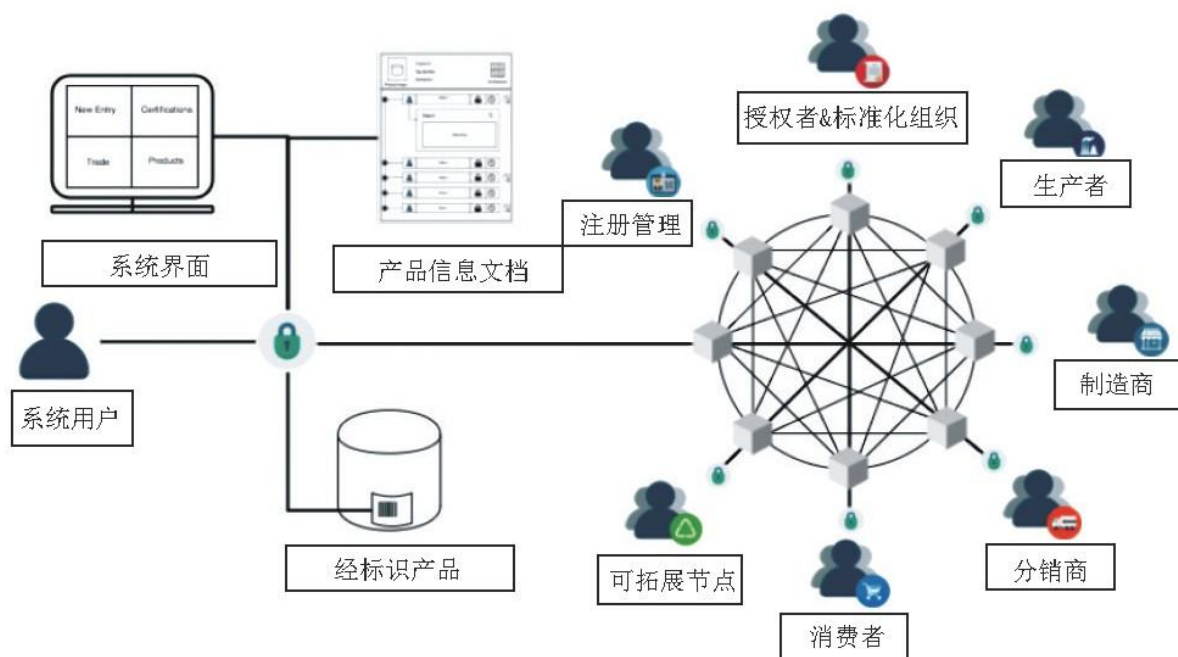 New Entry
Certifications
Trade
Products
系统界面
产品信息文档
授权者&标准化组织
生产者
注册管理
制造商
系统用户
分销商
可拓展节点
经标识产品
消费者